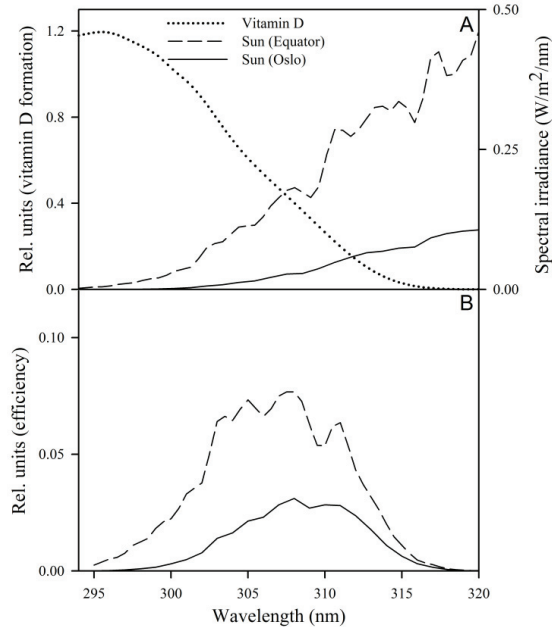 Vitamin D
Sun (Equator)
Sun (Oslo)
A
Rel. units (vitamin D formation)
1.2
0.8
0.4
0.0
Spectral irradiance (W/m²/nm)
0.50
0.25
0.00
B
Rel. units (efficiency)
0.10
0.05
0.00
295 300 305 310 315 320
Wavelength (nm)